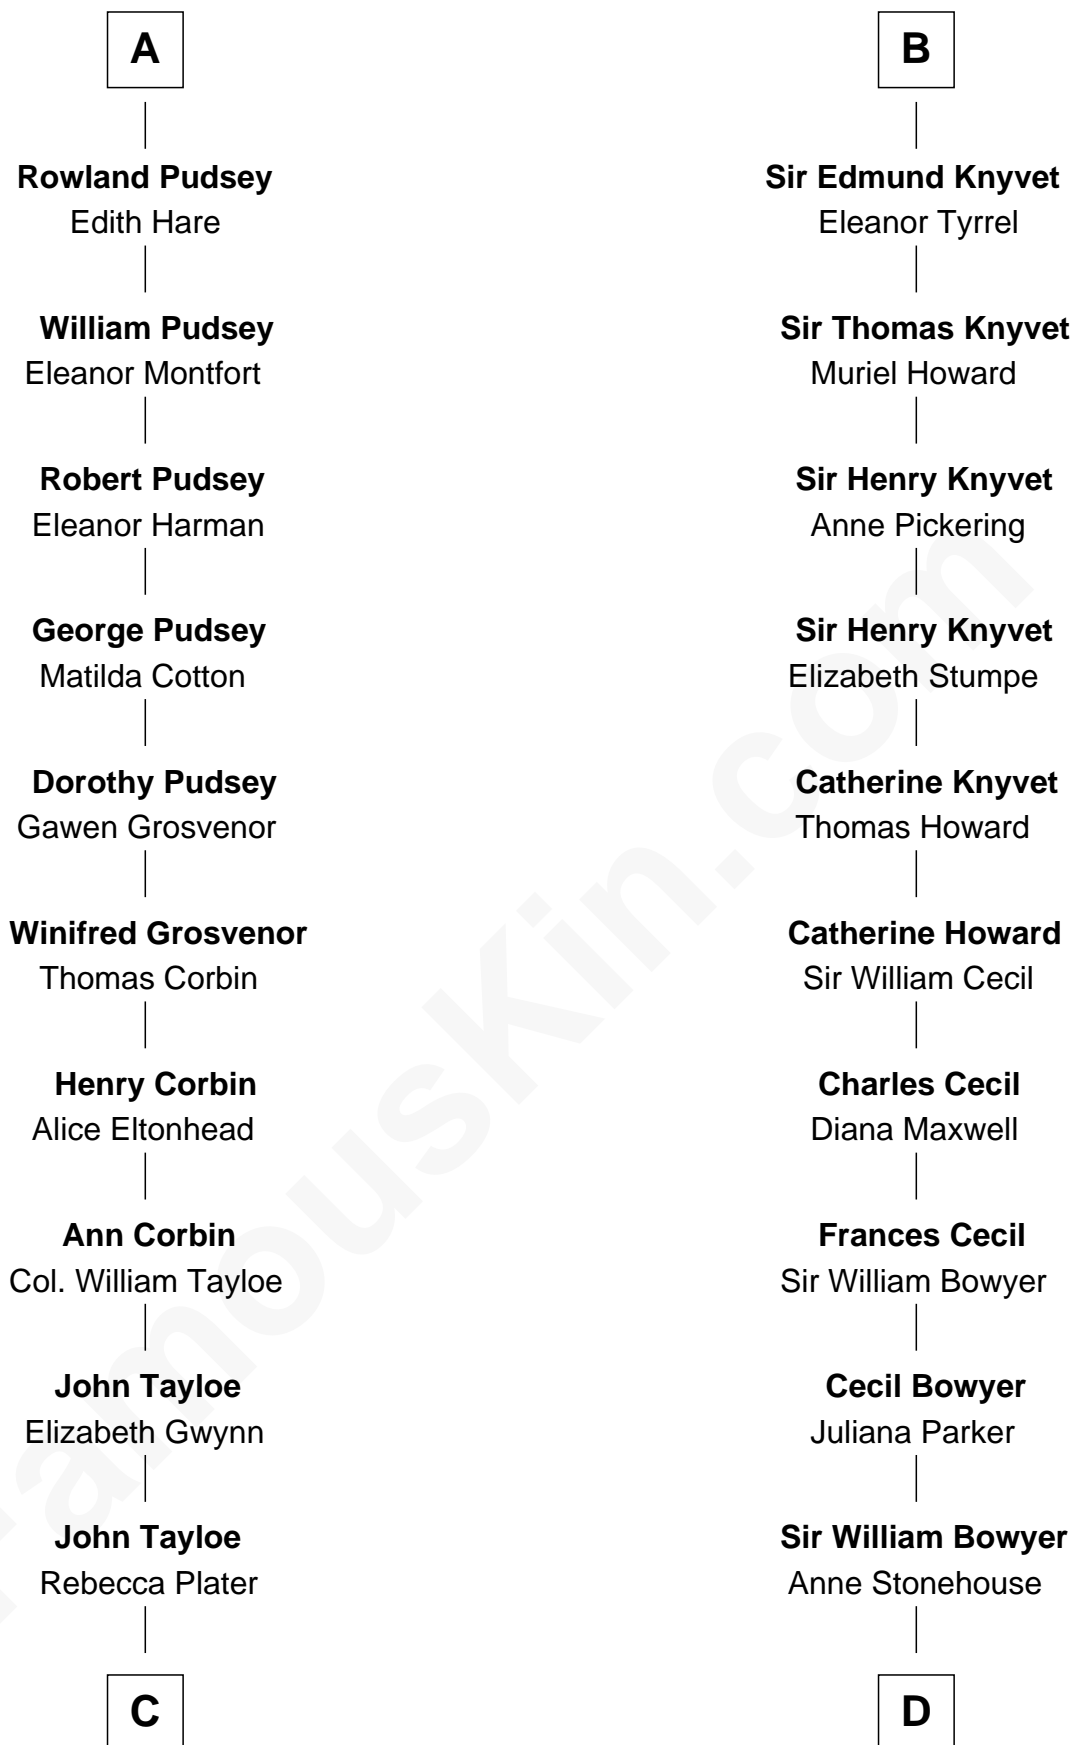 A
Rowland Pudsey
Edith Hare
William Pudsey
Eleanor Montfort
Robert Pudsey
Eleanor Harman
George Pudsey
Matilda Cotton
Dorothy Pudsey
Gawen Grosvenor
Winifred Grosvenor
Thomas Corbin
Henry Corbin
Alice Eltonhead
Ann Corbin
Col. William Tayloe
John Tayloe
Elizabeth Gwynn
John Tayloe
Rebecca Plater
C
B
Sir Edmund Knyvet
Eleanor Tyrrel
Sir Thomas Knyvet
Muriel Howard
Sir Henry Knyvet
Anne Pickering
Sir Henry Knyvet
Elizabeth Stumpe
Catherine Knyvet
Thomas Howard
Catherine Howard
Sir William Cecil
Charles Cecil
Diana Maxwell
Frances Cecil
Sir William Bowyer
Cecil Bowyer
Juliana Parker
Sir William Bowyer
Anne Stonehouse
D
FamousKin.com